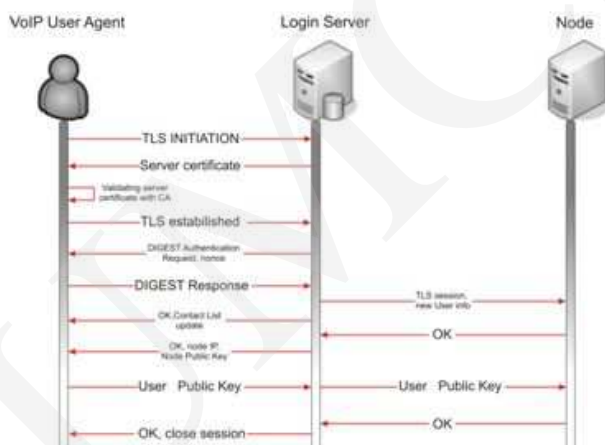 VoIP User Agent
Login Server
Node
TLS INITIATION
Server certificate
Validating server
certificate with CA
TLS estabilished
DIGEST Authentication
Request, nonce
DIGEST Response
TLS session,
new User info
OK,Contact List
update
OK
OK, node IP,
Node Public Key
User Public Key
User Public Key
OK
OK, close session